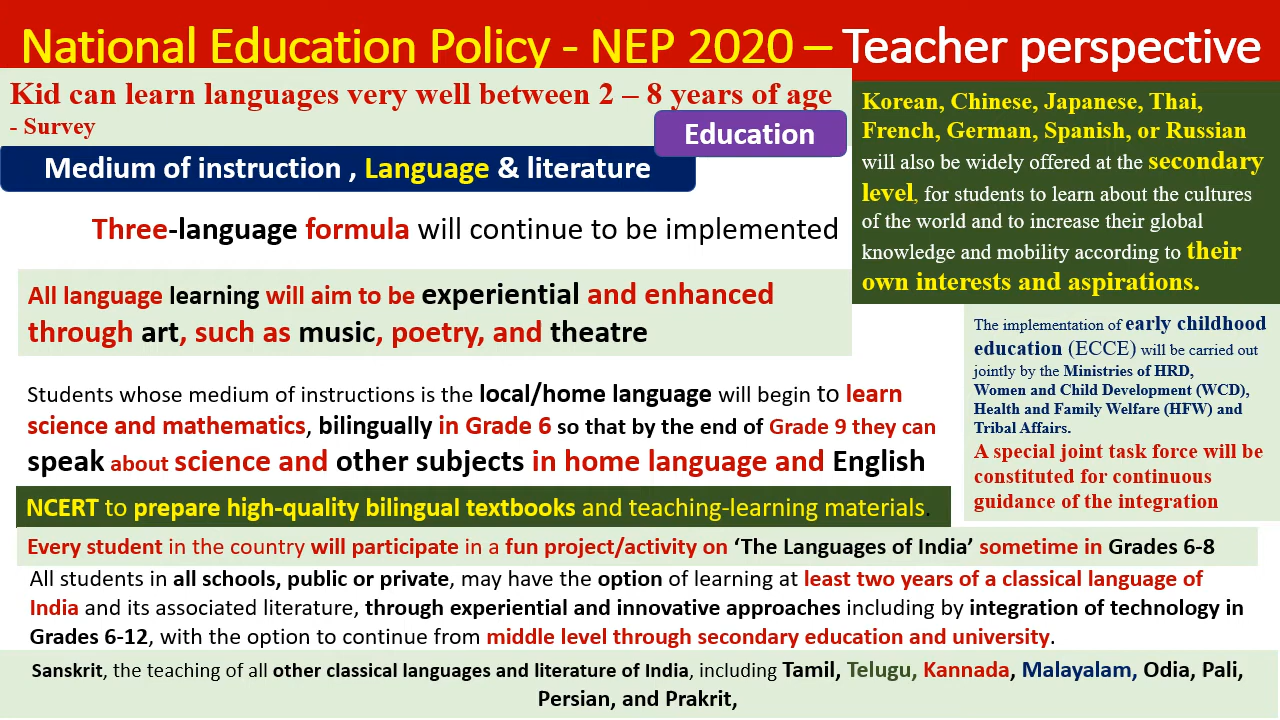 National Education Policy - NEP 2020 – Teacher perspective
Kid can learn languages very well between 2 – 8 years of age
- Survey
Education
Medium of instruction , Language & literature
Three-language formula will continue to be implemented
All language learning will aim to be experiential and enhanced
through art, such as music, poetry, and theatre
Students whose medium of instructions is the local/home language will begin to learn
science and mathematics, bilingually in Grade 6 so that by the end of Grade 9 they can
speak about science and other subjects in home language and English
NCERT to prepare high-quality bilingual textbooks and teaching-learning materials.
Korean, Chinese, Japanese, Thai,
French, German, Spanish, or Russian
will also be widely offered at the secondary
level, for students to learn about the cultures
of the world and to increase their global
knowledge and mobility according to their
own interests and aspirations.
The implementation of early childhood
education (ECCE) will be carried out
jointly by the Ministries of HRD,
Women and Child Development (WCD),
Health and Family Welfare (HFW) and
Tribal Affairs.
A special joint task force will be
constituted for continuous
guidance of the integration
Every student in the country will participate in a fun project/activity on ‘The Languages of India’ sometime in Grades 6-8
All students in all schools, public or private, may have the option of learning at least two years of a classical language of
India and its associated literature, through experiential and innovative approaches including by integration of technology in
Grades 6-12, with the option to continue from middle level through secondary education and university.
Sanskrit, the teaching of all other classical languages and literature of India, including Tamil, Telugu, Kannada, Malayalam, Odia, Pali,
Persian, and Prakrit,